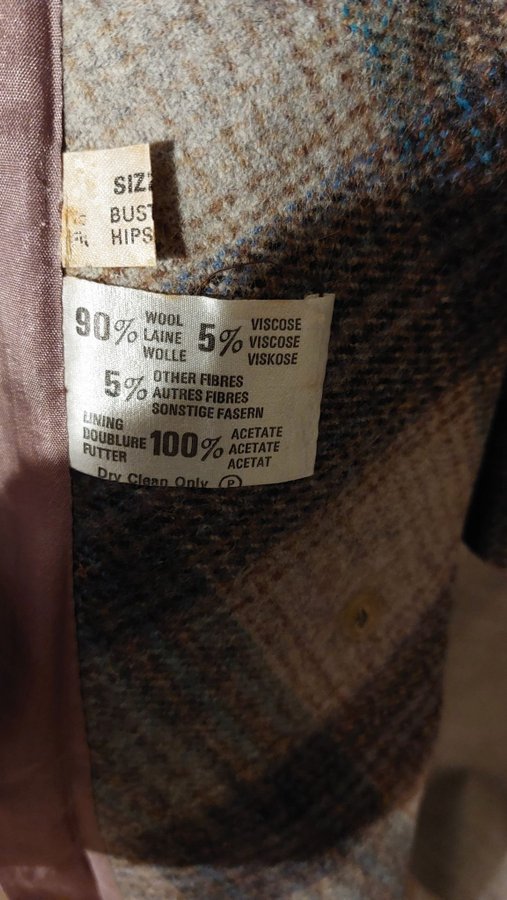 SIZ
BUST
HIPS
90% WOOL
LAINE
WOLLE
5% VISCOSE
VISCOSE
VISKOSE
5% OTHER FIBRES
AUTRES FIBRES
SONSTIGE FASERN
LINING
DOUBLURE
FUTTER
100% ACETATE
ACETATE
ACETAT
Dry Clean Only P